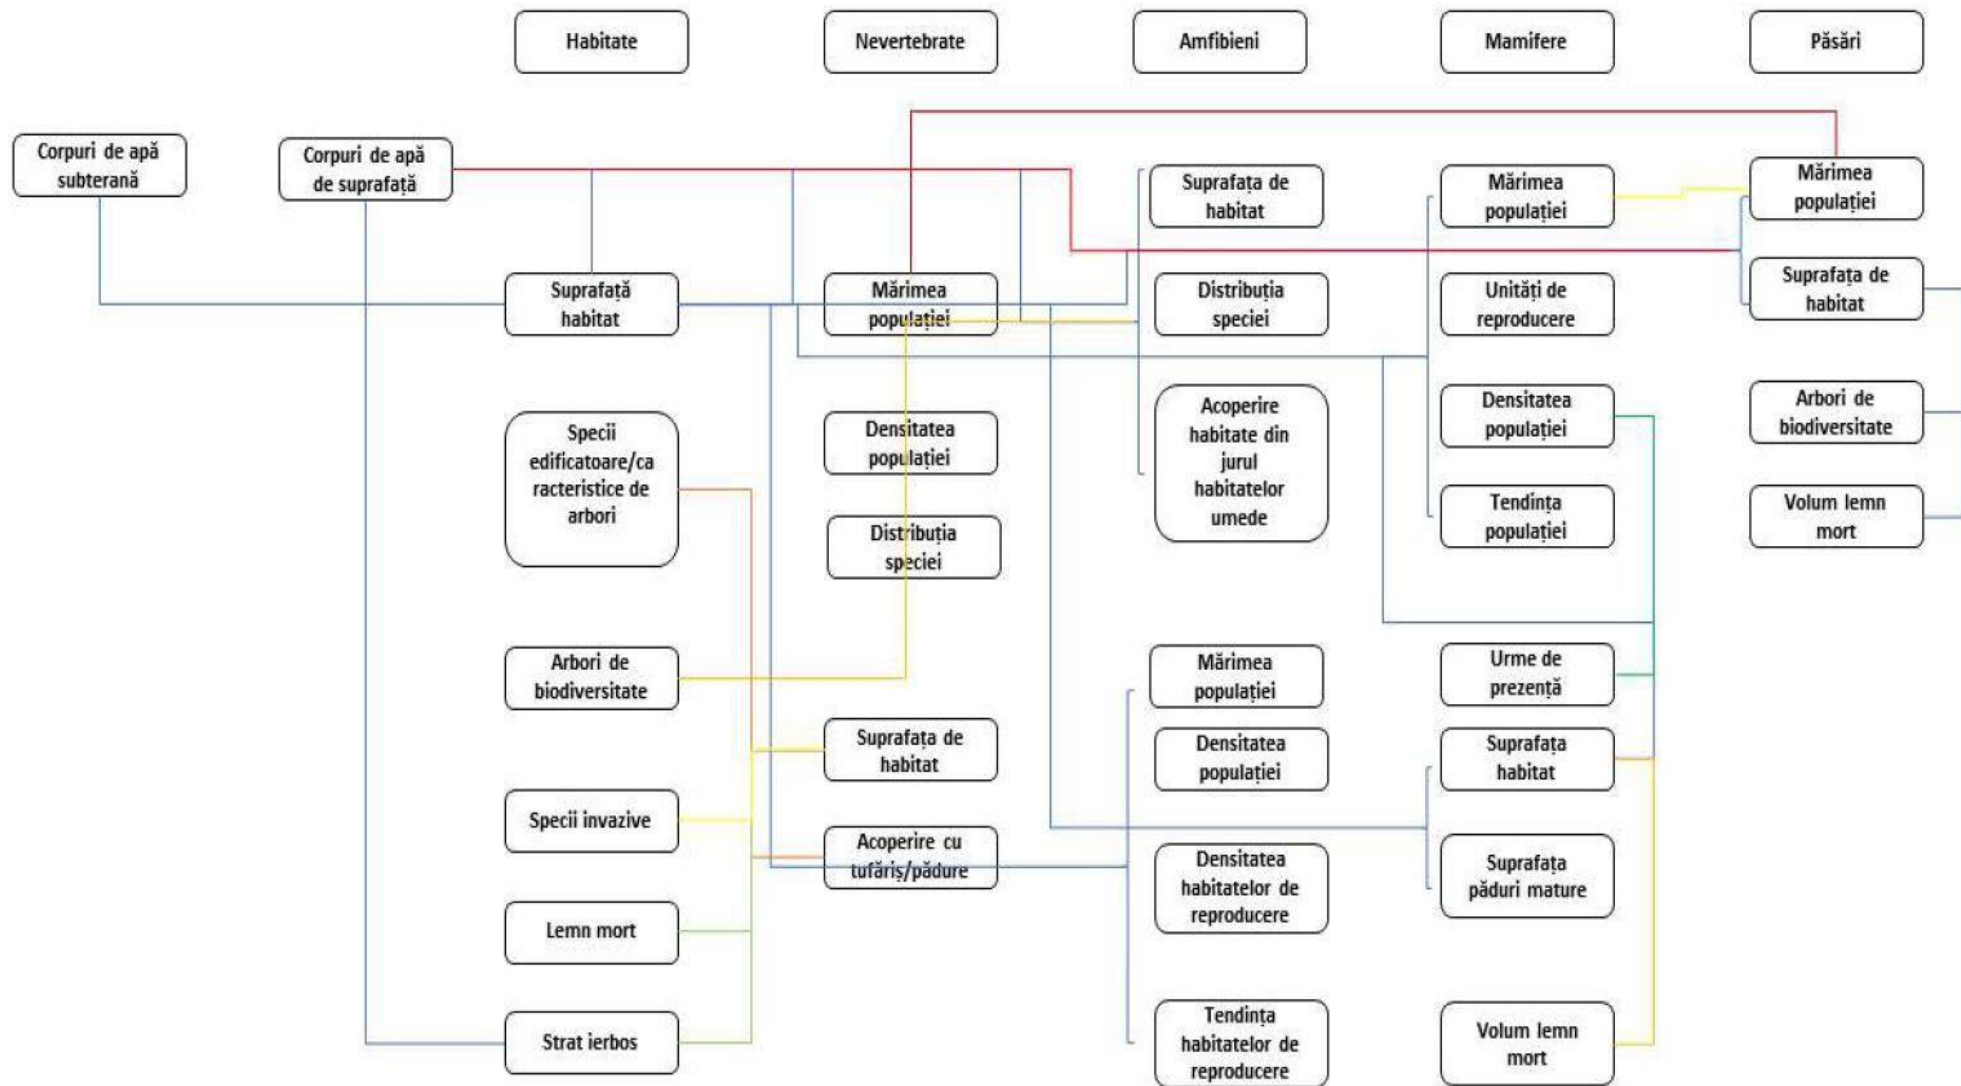 Habitate
Nevertebrate
Amfibieni
Mamifere
Păsări
Corpuri de apă
subterană
Corpuri de apă
de suprafață
Suprafață
habitat
Specii
edificatoare/ca
racteristice de
arbori
Arbori de
biodiversitate
Specii invazive
Lemn mort
Strat ierbos
Mărimea
populației
Densitatea
populației
Distribuția
speciei
Suprafața de
habitat
Acoperire cu
tufăriș/pădure
Suprafața de
habitat
Distribuția
speciei
Acoperire
habitate din
jurul
habitatelor
umede
Mărimea
populației
Densitatea
populației
Densitatea
habitatelor de
reproducere
Tendința
habitatelor de
reproducere
Mărimea
populației
Unități de
reproducere
Densitatea
populației
Tendința
populației
Urme de
prezență
Suprafața
habitat
Suprafața
păduri mature
Volum lemn
mort
Mărimea
populației
Suprafața de
habitat
Arbori de
biodiversitate
Volum lemn
mort